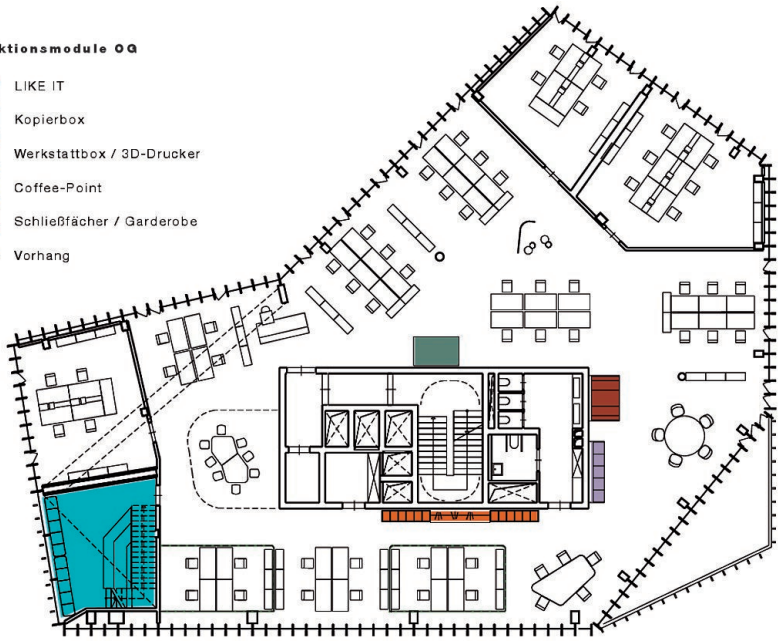 ktionsmodule OG
LIKE IT
Kopierbox
Werkstattbox / 3D-Drucker
Coffee-Point
Schließfächer / Garderobe
Vorhang